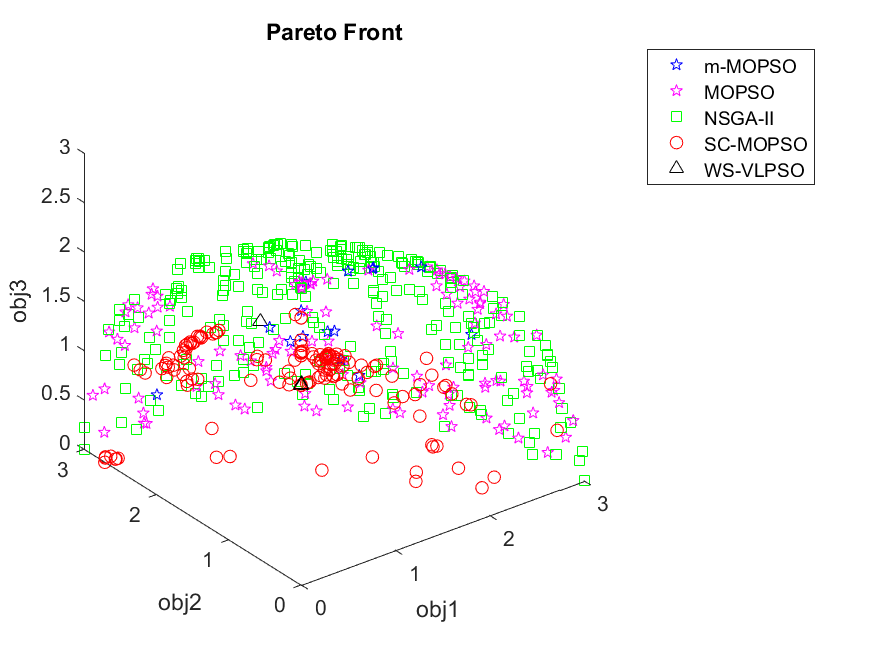 Pareto Front
m-MOPSO
MOPSO
NSGA-II
SC-MOPSO
WS-VLPSO
3
2.5
2
1.5
1
0.5
0
obj3
3
2
1
0
obj2
0
1
2
3
obj1